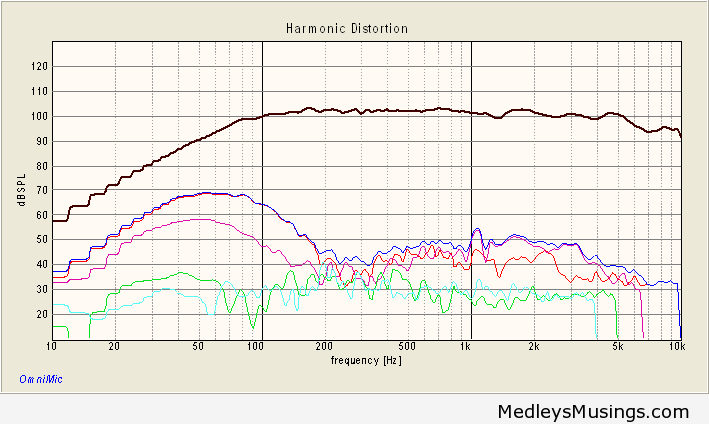 Harmonic Distortion
120
110
100
90
80
70
60
50
40
30
20
dBSPL
10 20 50 100 200 500 1k 2k 5k 10k
frequency [Hz]
OmniMic
MedleysMusings.com